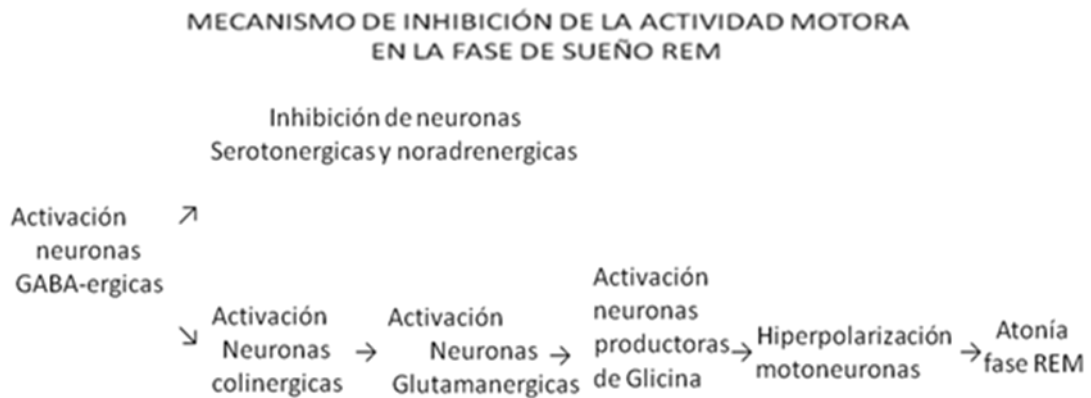 MECANISMO DE INHIBICIÓN DE LA ACTIVIDAD MOTORA
EN LA FASE DE SUEÑO REM
Inhibición de neuronas
Serotonergicas y noradrenergicas
Activación
neuronas
GABA-ergicas
↗
↘
Activación
Neuronas
colinergicas
→
Activación
Neuronas
Glutamanergicas
→
Activación
neuronas
productoras
de Glicina
→
Hiperpolarización
motoneuronas
→
Atonía
fase REM